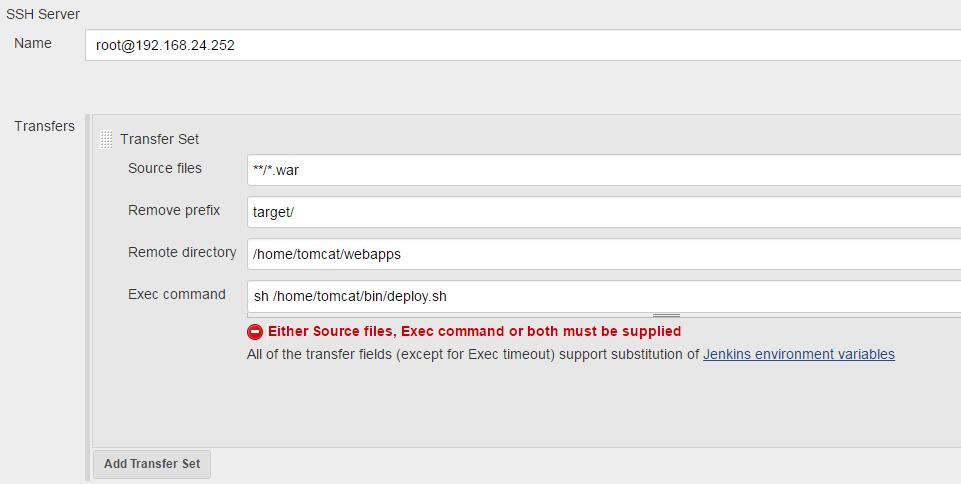 SSH Server
Name root@192.168.24.252
Transfers
Transfer Set
Source files **/*.war
Remove prefix target/
Remote directory /home/tomcat/webapps
Exec command sh /home/tomcat/bin/deploy.sh
Either Source files, Exec command or both must be supplied
All of the transfer fields (except for Exec timeout) support substitution of Jenkins environment variables
Add Transfer Set